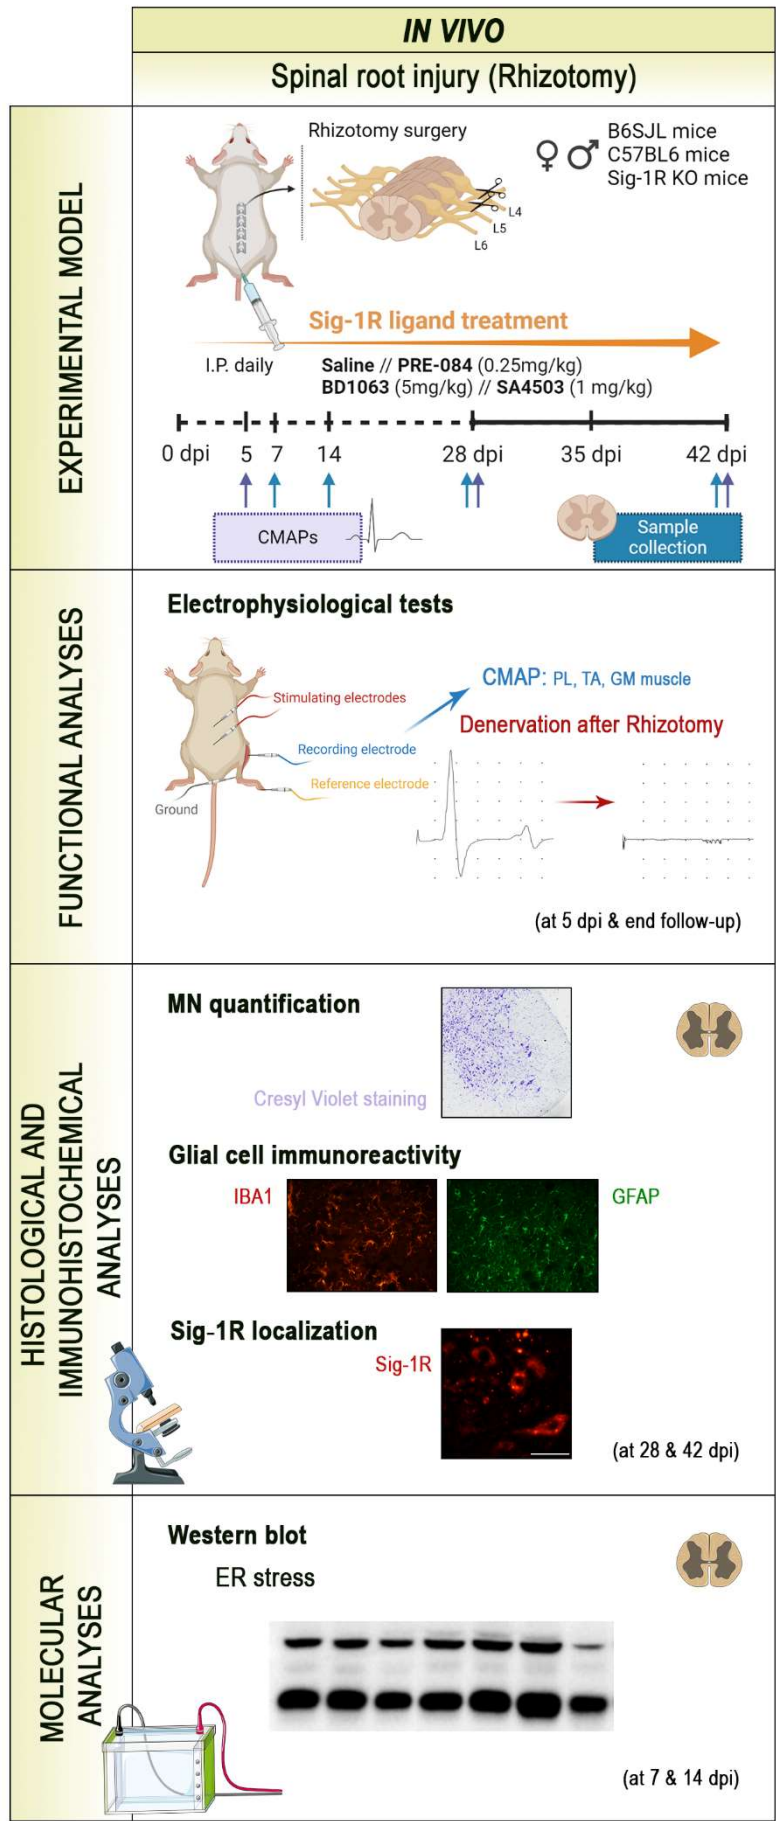 IN VIVO
Spinal root injury (Rhizotomy)
EXPERIMENTAL MODEL
Rhizotomy surgery
B6SJL mice
C57BL6 mice
Sig-1R KO mice
L4
L5
L6
Sig-1R ligand treatment
I.P. daily
Saline // PRE-084 (0.25mg/kg)
BD1063 (5mg/kg) // SA4503 (1 mg/kg)
0 dpi 5 7 14 28 dpi 35 dpi 42 dpi
CMAPs
Sample
collection
FUNCTIONAL ANALYSES
Electrophysiological tests
Stimulating electrodes
Recording electrode
Reference electrode
Ground
CMAP: PL, TA, GM muscle
Denervation after Rhizotomy
(at 5 dpi & end follow-up)
HISTOLOGICAL AND
IMMUNOHISTOCHEMICAL
ANALYSES
MN quantification
Cresyl Violet staining
Glial cell immunoreactivity
IBA1
GFAP
Sig-1R localization
Sig-1R
(at 28 & 42 dpi)
MOLECULAR
ANALYSES
Western blot
ER stress
(at 7 & 14 dpi)